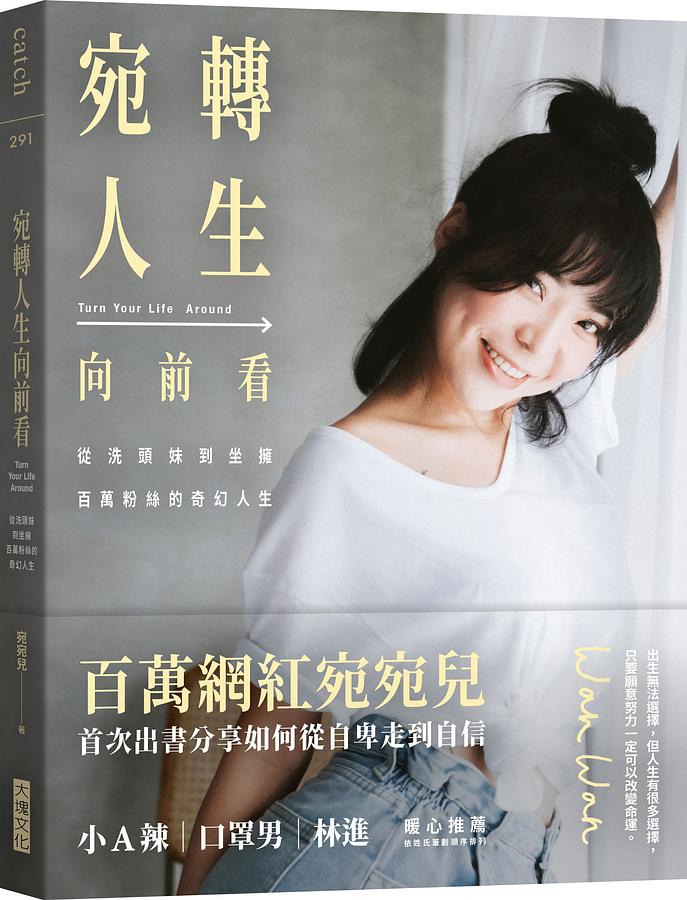 catch
291
宛轉人生向前看
Turn
Your Life
Around
從洗頭妹
到坐擁
百萬粉絲的
奇幻人生
宛宛兒
著
大塊文化
宛轉
人生
Turn Your Life Around
向前看
從洗頭妹到坐擁
百萬粉絲的奇幻人生
百萬網紅宛宛兒
首次出書分享如何從自卑走到自信
小A辣｜口罩男｜林進
暖心推薦
依姓氏筆劃順序排列
Wan Wan
出生無法選擇，但人生有很多選擇，
只要願意努力一定可以改變命運。